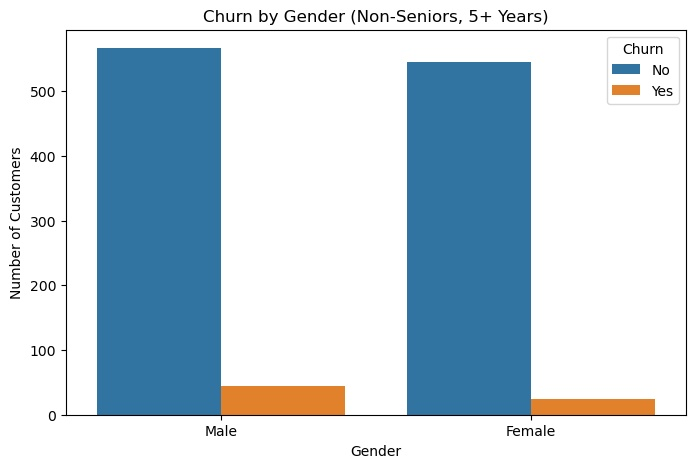 Churn by Gender (Non-Seniors, 5+ Years)
Churn
No
Yes
500
400
300
200
100
0
Number of Customers
Male
Female
Gender